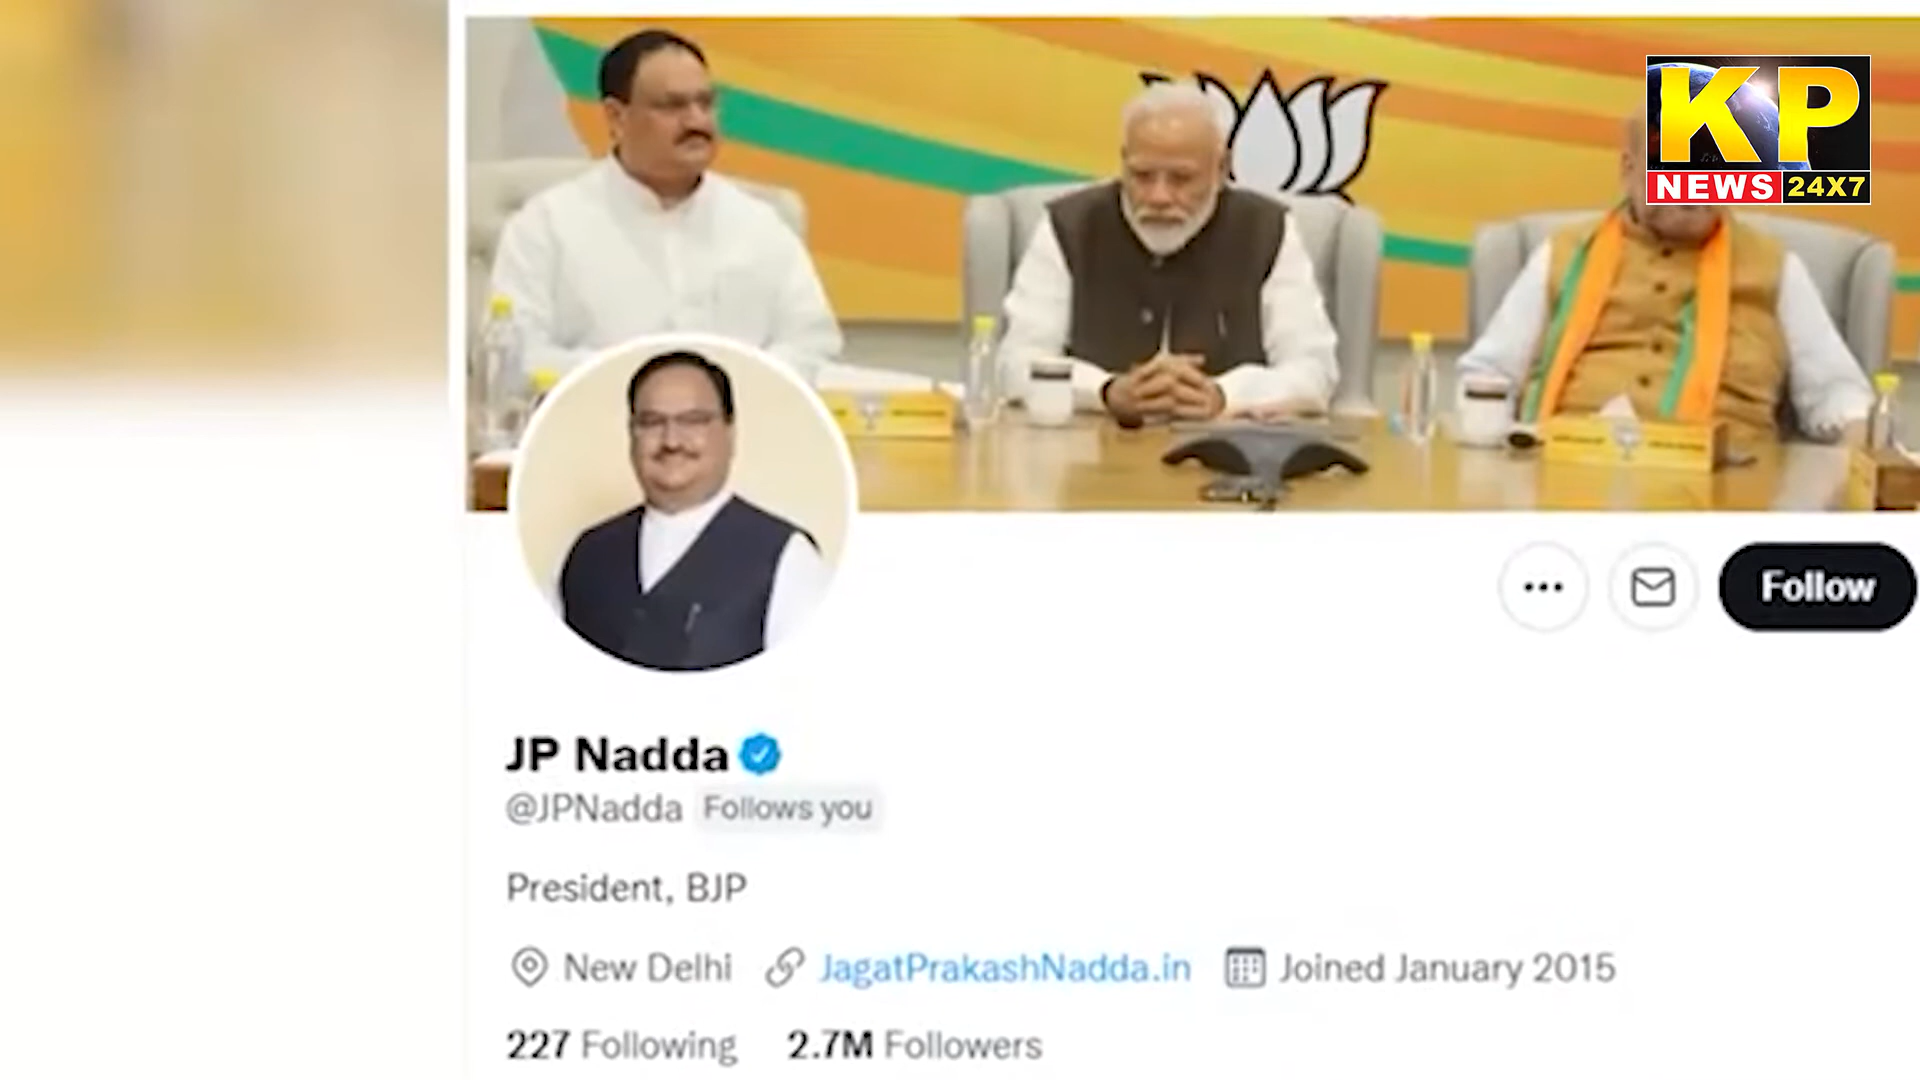 KP
NEWS 24X7
Follow
JP Nadda
@JPNadda Follows you
President, BJP
New Delhi JagatPrakashNadda.in Joined January 2015
227 Following 2.7M Followers